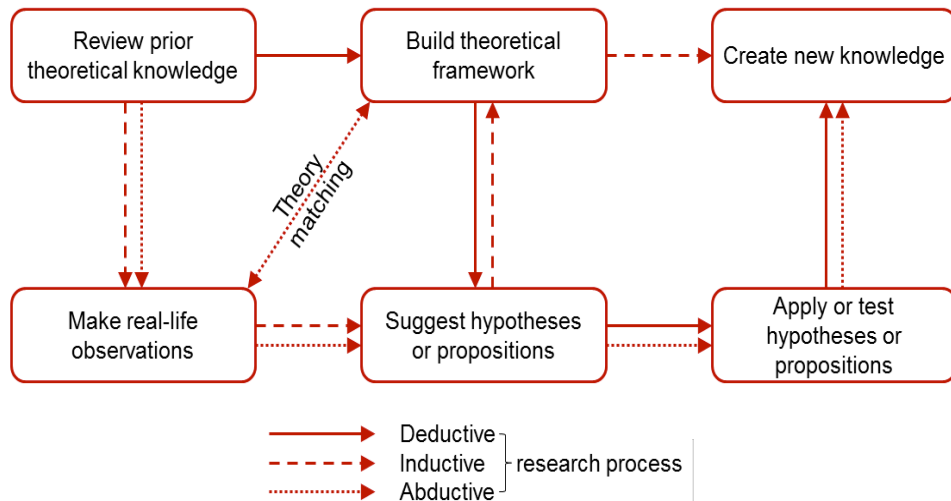 Review prior
theoretical knowledge
Build theoretical
framework
Create new knowledge
Theory
matching
Make real-life
observations
Suggest hypotheses
or propositions
Apply or test
hypotheses or
propositions
Deductive
Inductive
Abductive
research process